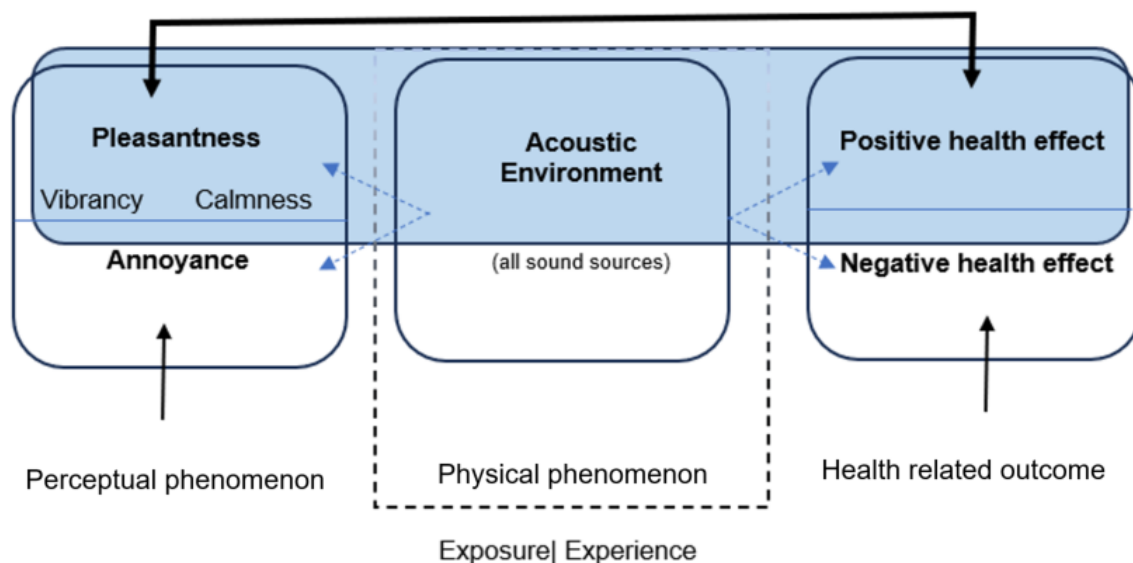 Pleasantness
Vibrancy Calmness
Annoyance
Acoustic
Environment
(all sound sources)
Positive health effect
Negative health effect
Perceptual phenomenon
Physical phenomenon
Health related outcome
Exposure| Experience